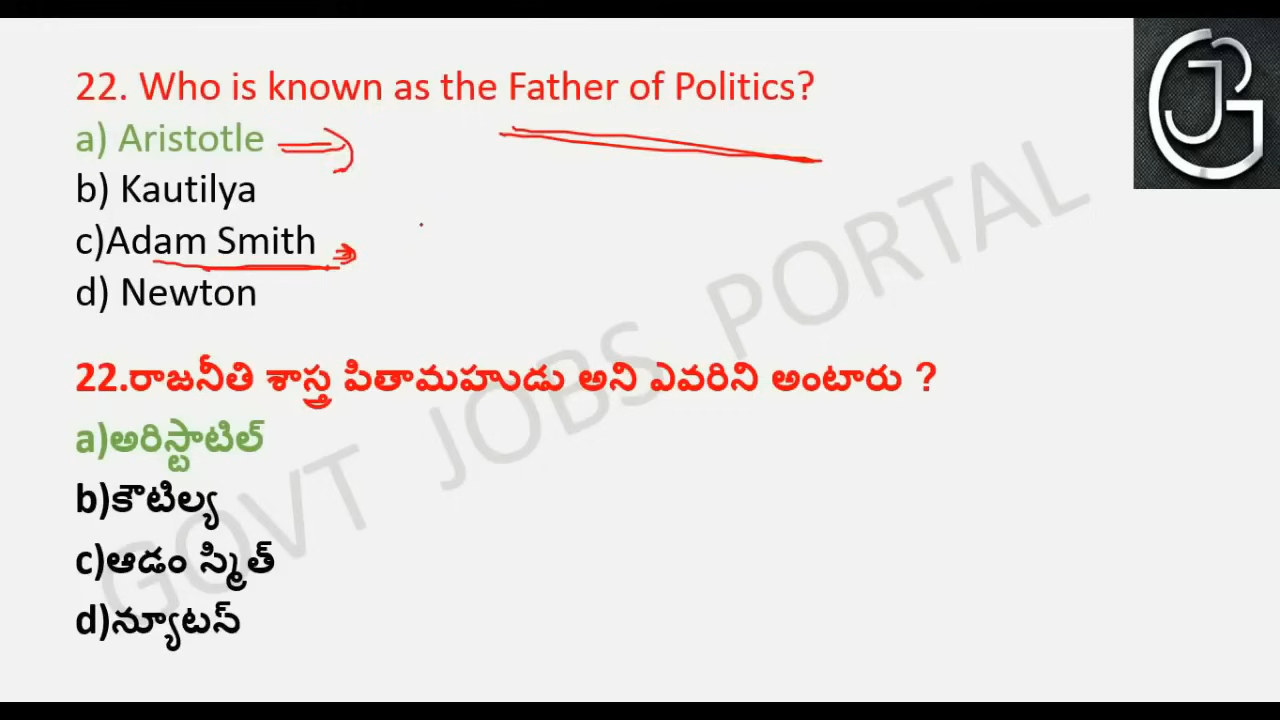 22. Who is known as the Father of Politics?
a) Aristotle
b) Kautilya
c)Adam Smith
d) Newton
22.రాజనీతి శాస్త్ర పితామహుడు అని ఎవరిని అంటారు ?
a)అరిస్టాటిల్
b)కౌటిల్య
c)ఆడం స్మిత్
d)న్యూటన్
GOVT JOBS PORTAL
GJ